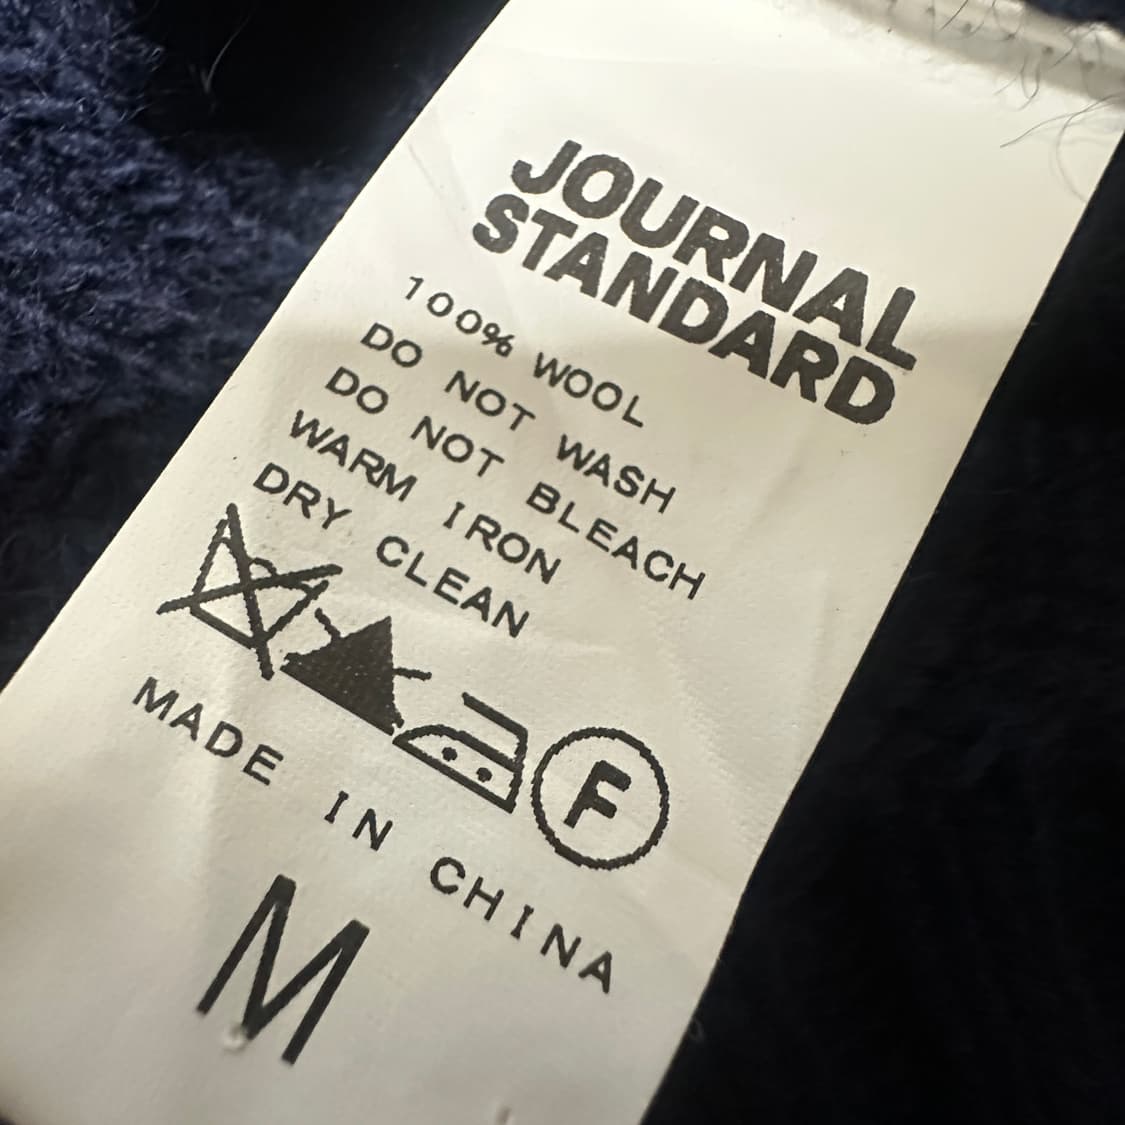 JOURNAL
STANDARD
100% WOOL
DO NOT WASH
DO NOT BLEACH
WARM IRON
DRY CLEAN
F
MADE IN CHINA
M